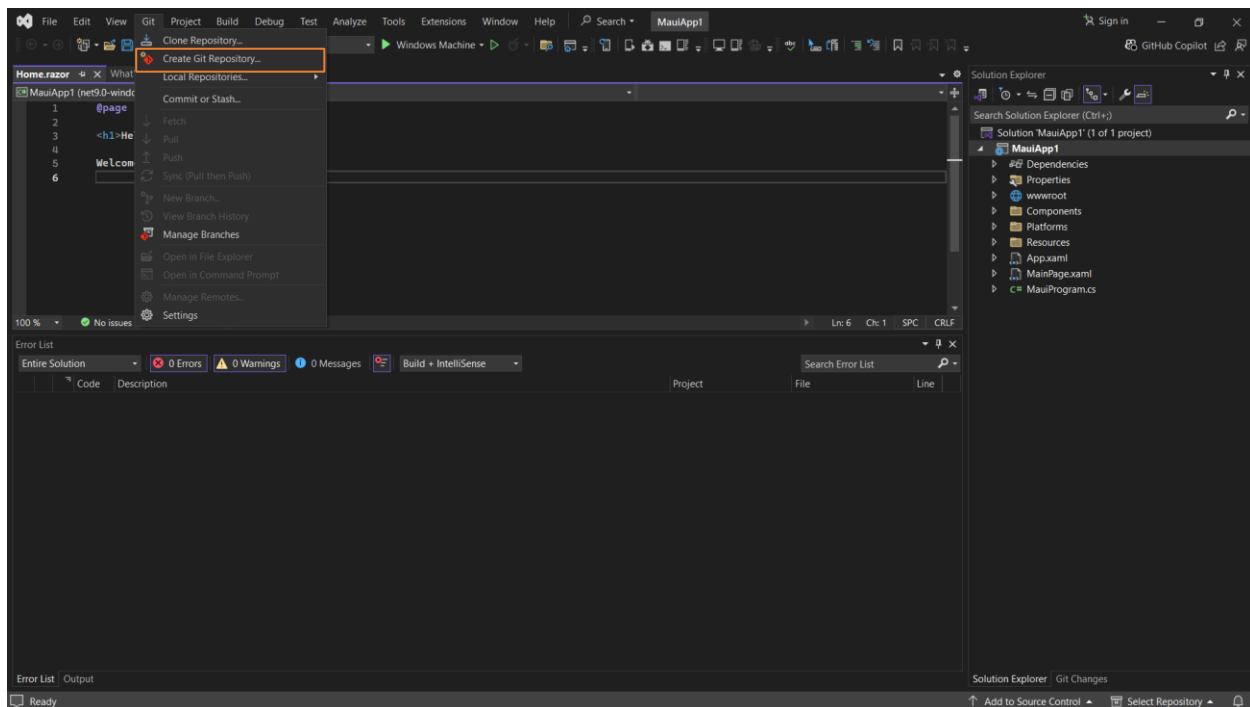 File Edit View Git Project Build Debug Test Analyze Tools Extensions Window Help Search MauiApp1 Sign in
Windows Machine GitHub Copilot
Clone Repository...
Create Git Repository...
Local Repositories...
Commit or Stash...
Fetch
Pull
Push
Sync (Pull then Push)
New Branch...
View Branch History
Manage Branches
Open in File Explorer
Open in Command Prompt
Manage Remotes...
Settings
Home.razor What
MauiApp1 (net9.0-windo
1 @page
2
3 <h1>He
4
5 Welcom
6
100 % No issues Ln: 6 Ch: 1 SPC CRLF
Error List
Entire Solution 0 Errors 0 Warnings 0 Messages Build + IntelliSense Search Error List
Code Description Project File Line
Error List Output
Solution Explorer
Search Solution Explorer (Ctrl+;)
Solution 'MauiApp1' (1 of 1 project)
MauiApp1
Dependencies
Properties
wwwroot
Components
Platforms
Resources
App.xaml
MainPage.xaml
C# MauiProgram.cs
Solution Explorer Git Changes
Ready Add to Source Control Select Repository